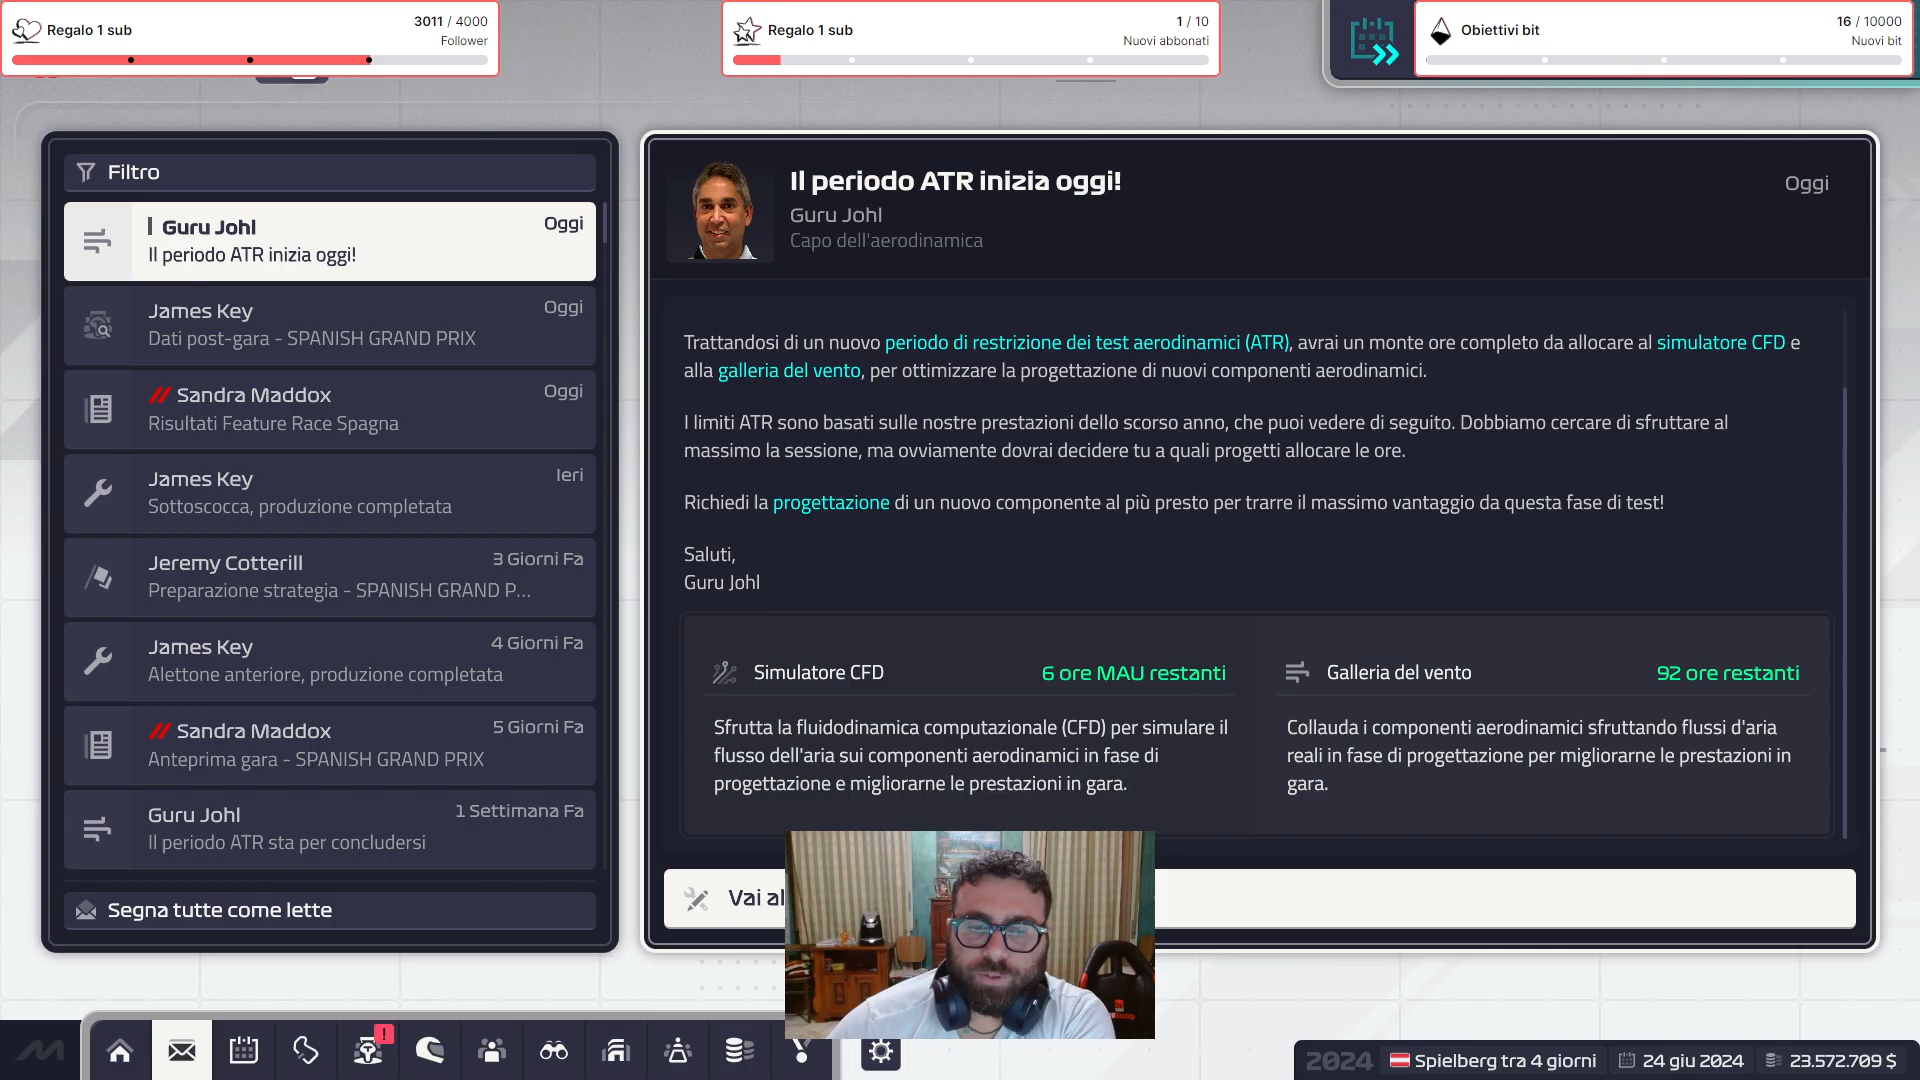 Regalo 1 sub
3011 / 4000
Follower
Regalo 1 sub
1 / 10
Nuovi abbonati
Obiettivi bit
16 / 10000
Nuovi bit
Filtro
Guru Johl
Oggi
Il periodo ATR inizia oggi!
James Key
Oggi
Dati post-gara - SPANISH GRAND PRIX
Sandra Maddox
Oggi
Risultati Feature Race Spagna
James Key
Ieri
Sottoscocca, produzione completata
Jeremy Cotterill
3 Giorni Fa
Preparazione strategia - SPANISH GRAND P...
James Key
4 Giorni Fa
Alettone anteriore, produzione completata
Sandra Maddox
5 Giorni Fa
Anteprima gara - SPANISH GRAND PRIX
Guru Johl
1 Settimana Fa
Il periodo ATR sta per concludersi
Segna tutte come lette
Il periodo ATR inizia oggi!
Oggi
Guru Johl
Capo dell'aerodinamica
Trattandosi di un nuovo periodo di restrizione dei test aerodinamici (ATR), avrai un monte ore completo da allocare al simulatore CFD e
alla galleria del vento, per ottimizzare la progettazione di nuovi componenti aerodinamici.
I limiti ATR sono basati sulle nostre prestazioni dello scorso anno, che puoi vedere di seguito. Dobbiamo cercare di sfruttare al
massimo la sessione, ma ovviamente dovrai decidere tu a quali progetti allocare le ore.
Richiedi la progettazione di un nuovo componente al più presto per trarre il massimo vantaggio da questa fase di test!
Saluti,
Guru Johl
Simulatore CFD
6 ore MAU restanti
Sfrutta la fluidodinamica computazionale (CFD) per simulare il
flusso dell'aria sui componenti aerodinamici in fase di
progettazione e migliorarne le prestazioni in gara.
Galleria del vento
92 ore restanti
Collauda i componenti aerodinamici sfruttando flussi d'aria
reali in fase di progettazione per migliorarne le prestazioni in
gara.
Vai al
2024
Spielberg tra 4 giorni
24 giu 2024
23.572.709 $